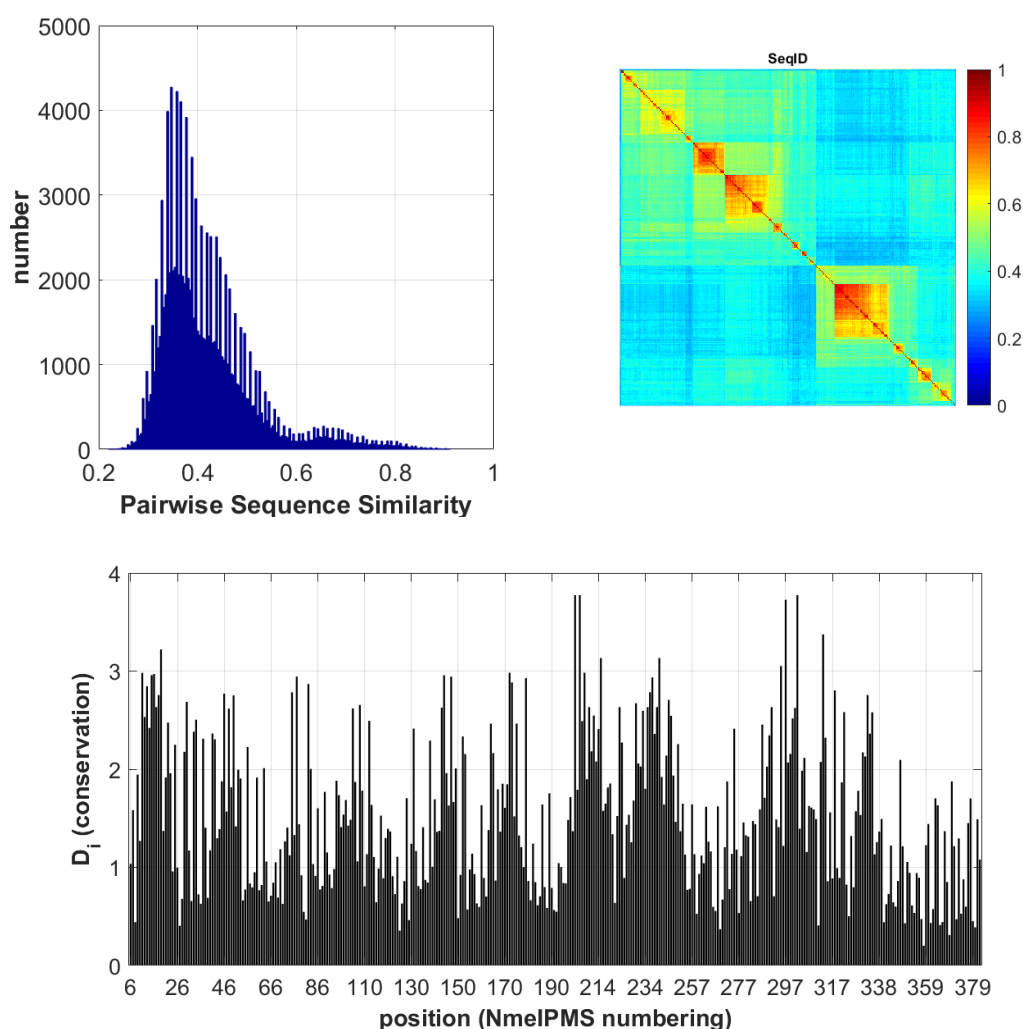 5000
4000
3000
2000
1000
0
number
0.2 0.4 0.6 0.8 1
Pairwise Sequence Similarity
SeqID
1
0.8
0.6
0.4
0.2
0
4
3
2
1
0
D_i (conservation)
6 26 46 66 86 110 130 150 170 190 214 234 257 277 297 317 338 359 379
position (NmeIPMS numbering)